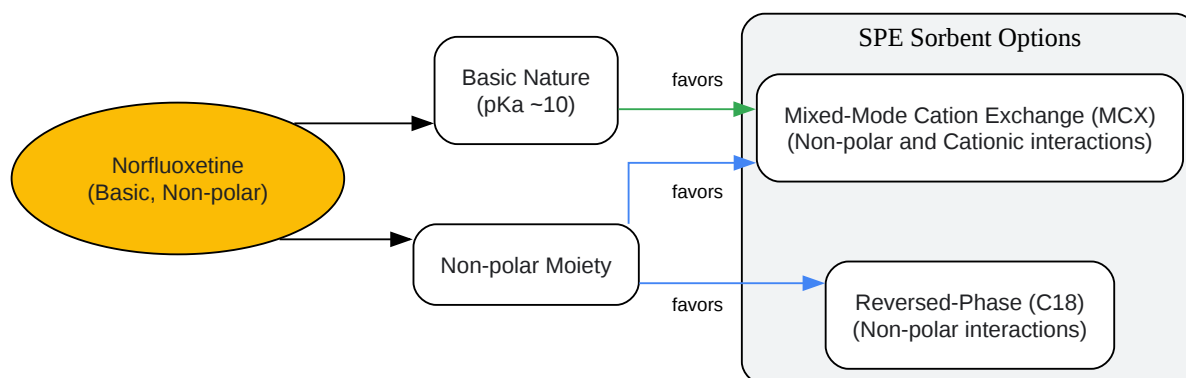 SPE Sorbent Options
Basic Nature
(pKa ~10)
favors
Mixed-Mode Cation Exchange (MCX)
(Non-polar and Cationic interactions)
Norfluoxetine
(Basic, Non-polar)
favors
Non-polar Moiety
favors
Reversed-Phase (C18)
(Non-polar interactions)